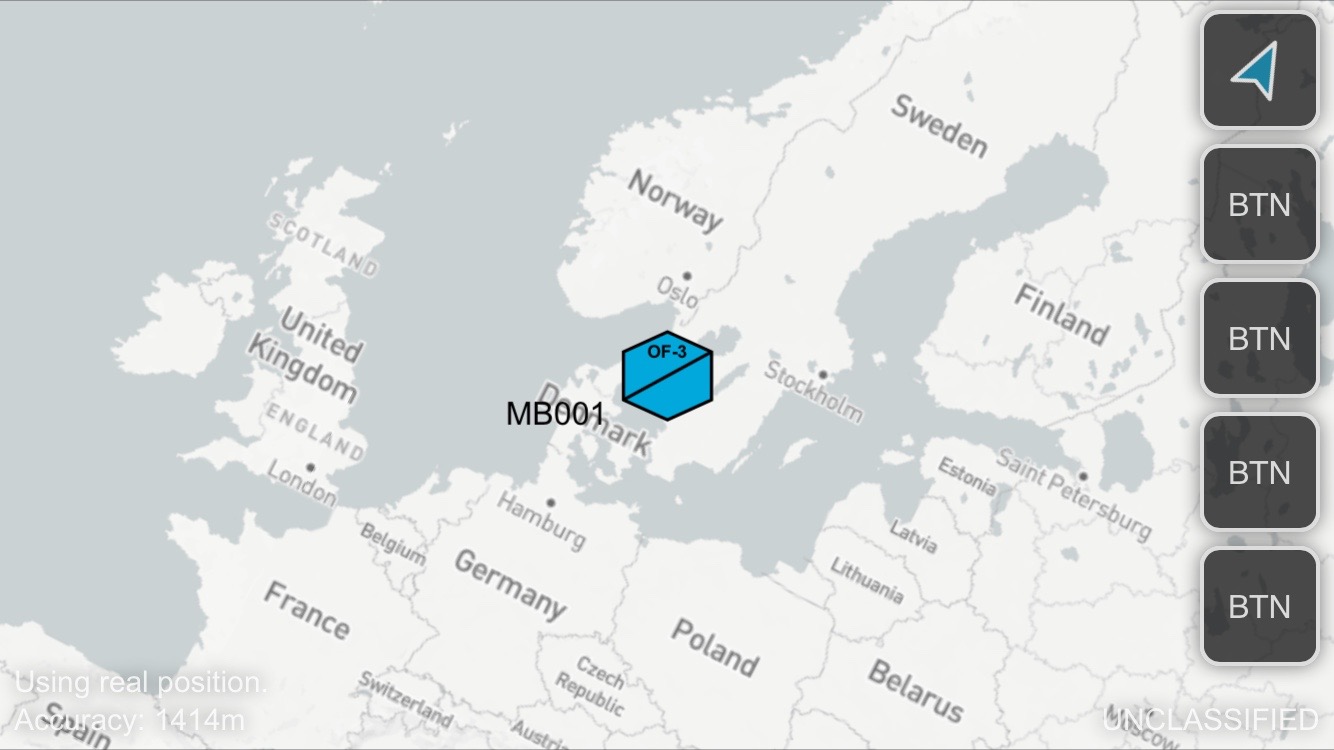 Sweden
BTN
Norway
SCOTLAND
Oslo
Finland
United
Kingdom
BTN
OF-3
Stockholm
Denmark
MB001
ENGLAND
London
Saint Petersburg
Estonia
BTN
Hamburg
Belgium
Latvia
Germany
Lithuania
France
BTN
Poland
Czech
Republic
Belarus
Switzerland
Using real position.
Accuracy: 1414m
Spain
Austria
UNCLASSIFIED
Moscow